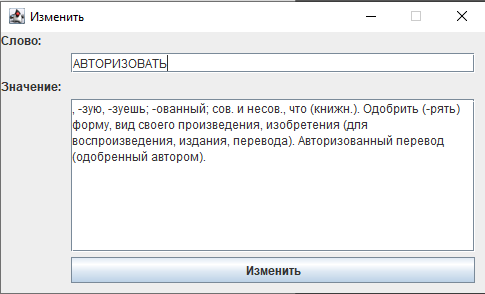 Изменить
Слово:
АВТОРИЗОВАТЬ
Значение:
, -зую, -зуешь; -ованный; сов. и несов., что (книжн.). Одобрить (-рять)
форму, вид своего произведения, изобретения (для
воспроизведения, издания, перевода). Авторизованный перевод
(одобренный автором).
Изменить